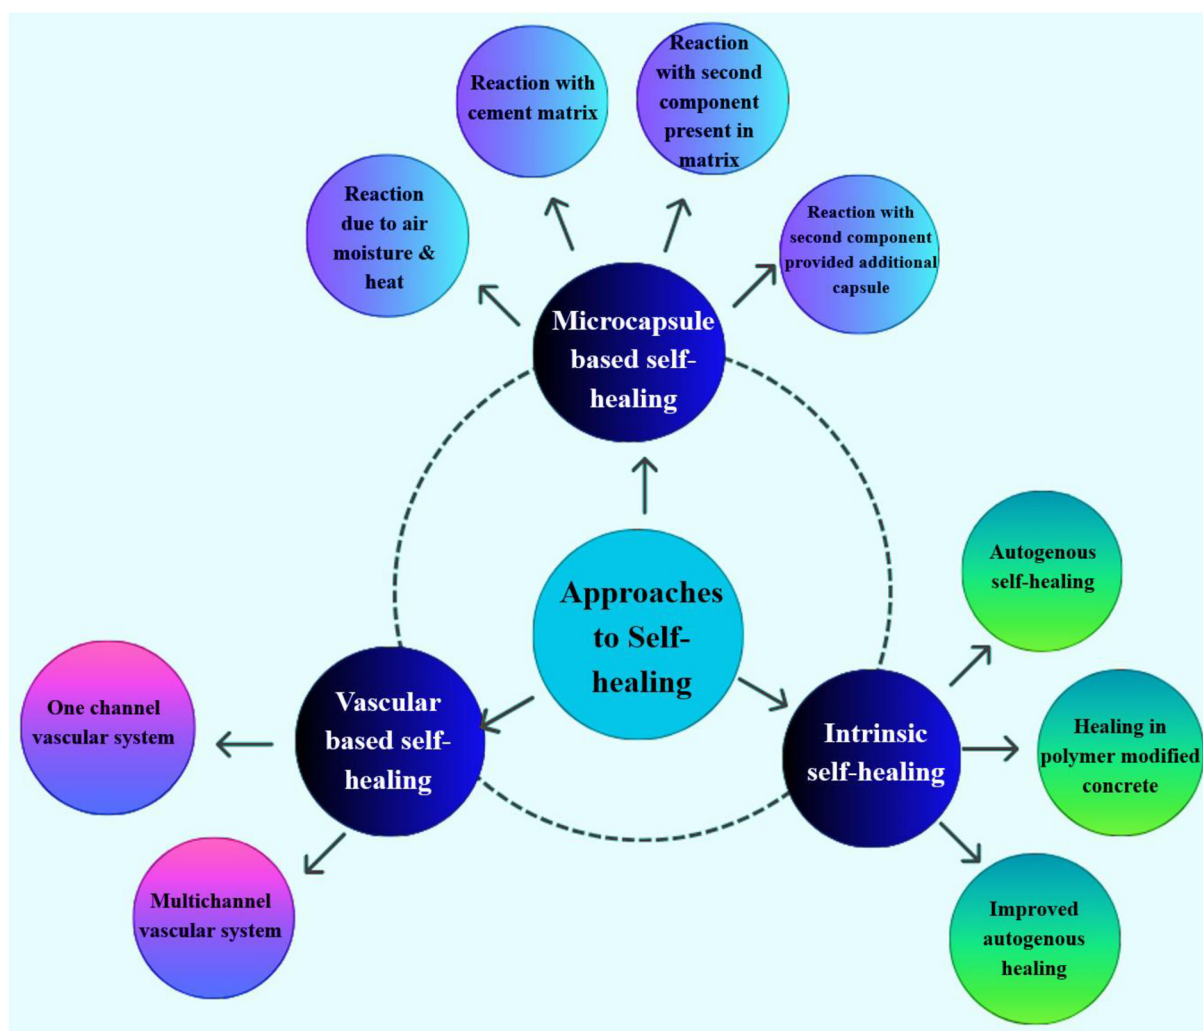 Reaction with
cement matrix
Reaction
with second
component
present in
matrix
Reaction
due to air
moisture &
heat
Reaction with
second component
provided additional
capsule
Microcapsule
based self-
healing
Approaches
to Self-
healing
Autogenous
self-healing
Vascular
based self-
healing
Intrinsic
self-healing
One channel
vascular system
Healing in
polymer modified
concrete
Multichannel
vascular system
Improved
autogenous
healing